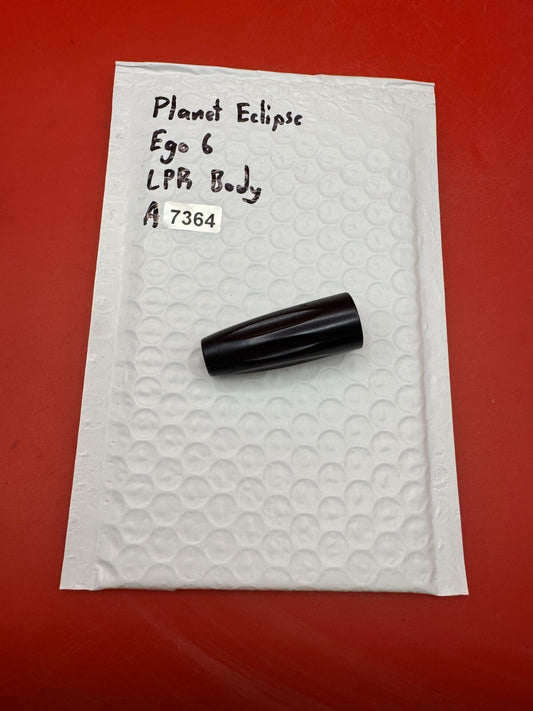 Planet Eclipse
Ego 6
LPR Body
A 7364